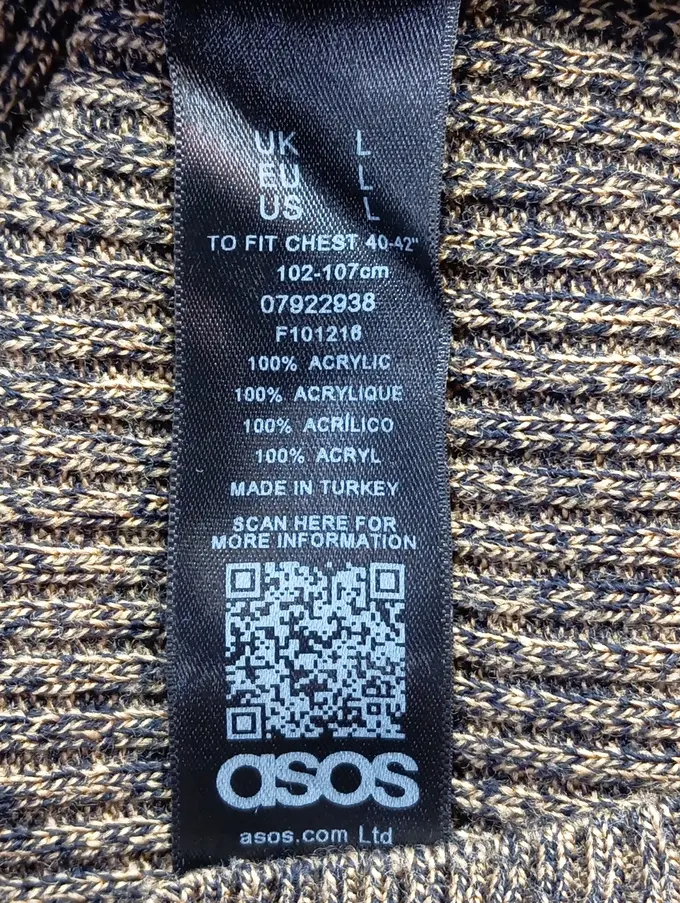 UK L
EU L
US L
TO FIT CHEST 40-42"
102-107cm
07922938
F101216
100% ACRYLIC
100% ACRYLIQUE
100% ACRÍLICO
100% ACRYL
MADE IN TURKEY
SCAN HERE FOR
MORE INFORMATION
asos
asos.com Ltd